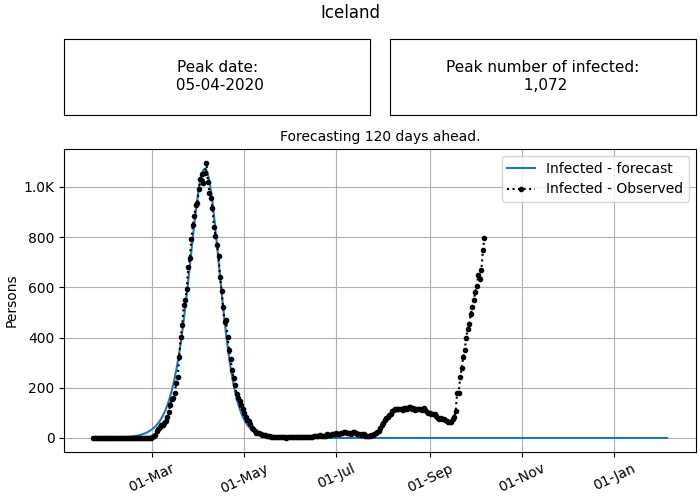 Iceland
Peak date:
05-04-2020
Peak number of infected:
1,072
Forecasting 120 days ahead.
Infected - forecast
Infected - Observed
Persons
1.0K
800
600
400
200
0
01-Mar
01-May
01-Jul
01-Sep
01-Nov
01-Jan